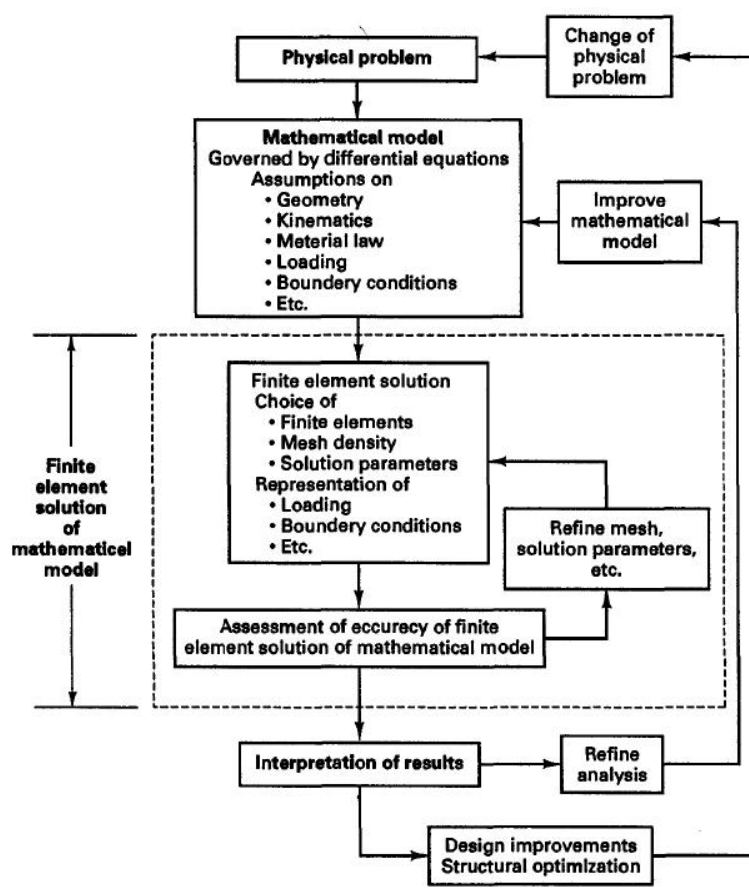 Physical problem
Change of
physical
problem
Mathematical model
Governed by differential equations
Assumptions on
• Geometry
• Kinematics
• Meterial law
• Loading
• Boundery conditions
• Etc.
Improve
mathematical
model
Finite
element
solution
of
mathematicel
model
Finite element solution
Choice of
• Finite elements
• Mesh density
• Solution parameters
Representation of
• Loading
• Boundery conditions
• Etc.
Refine mesh,
solution parameters,
etc.
Assessment of eccurecy of finite
element solution of mathematical model
Interpretation of results
Refine
analysis
Design improvements
Structural optimization